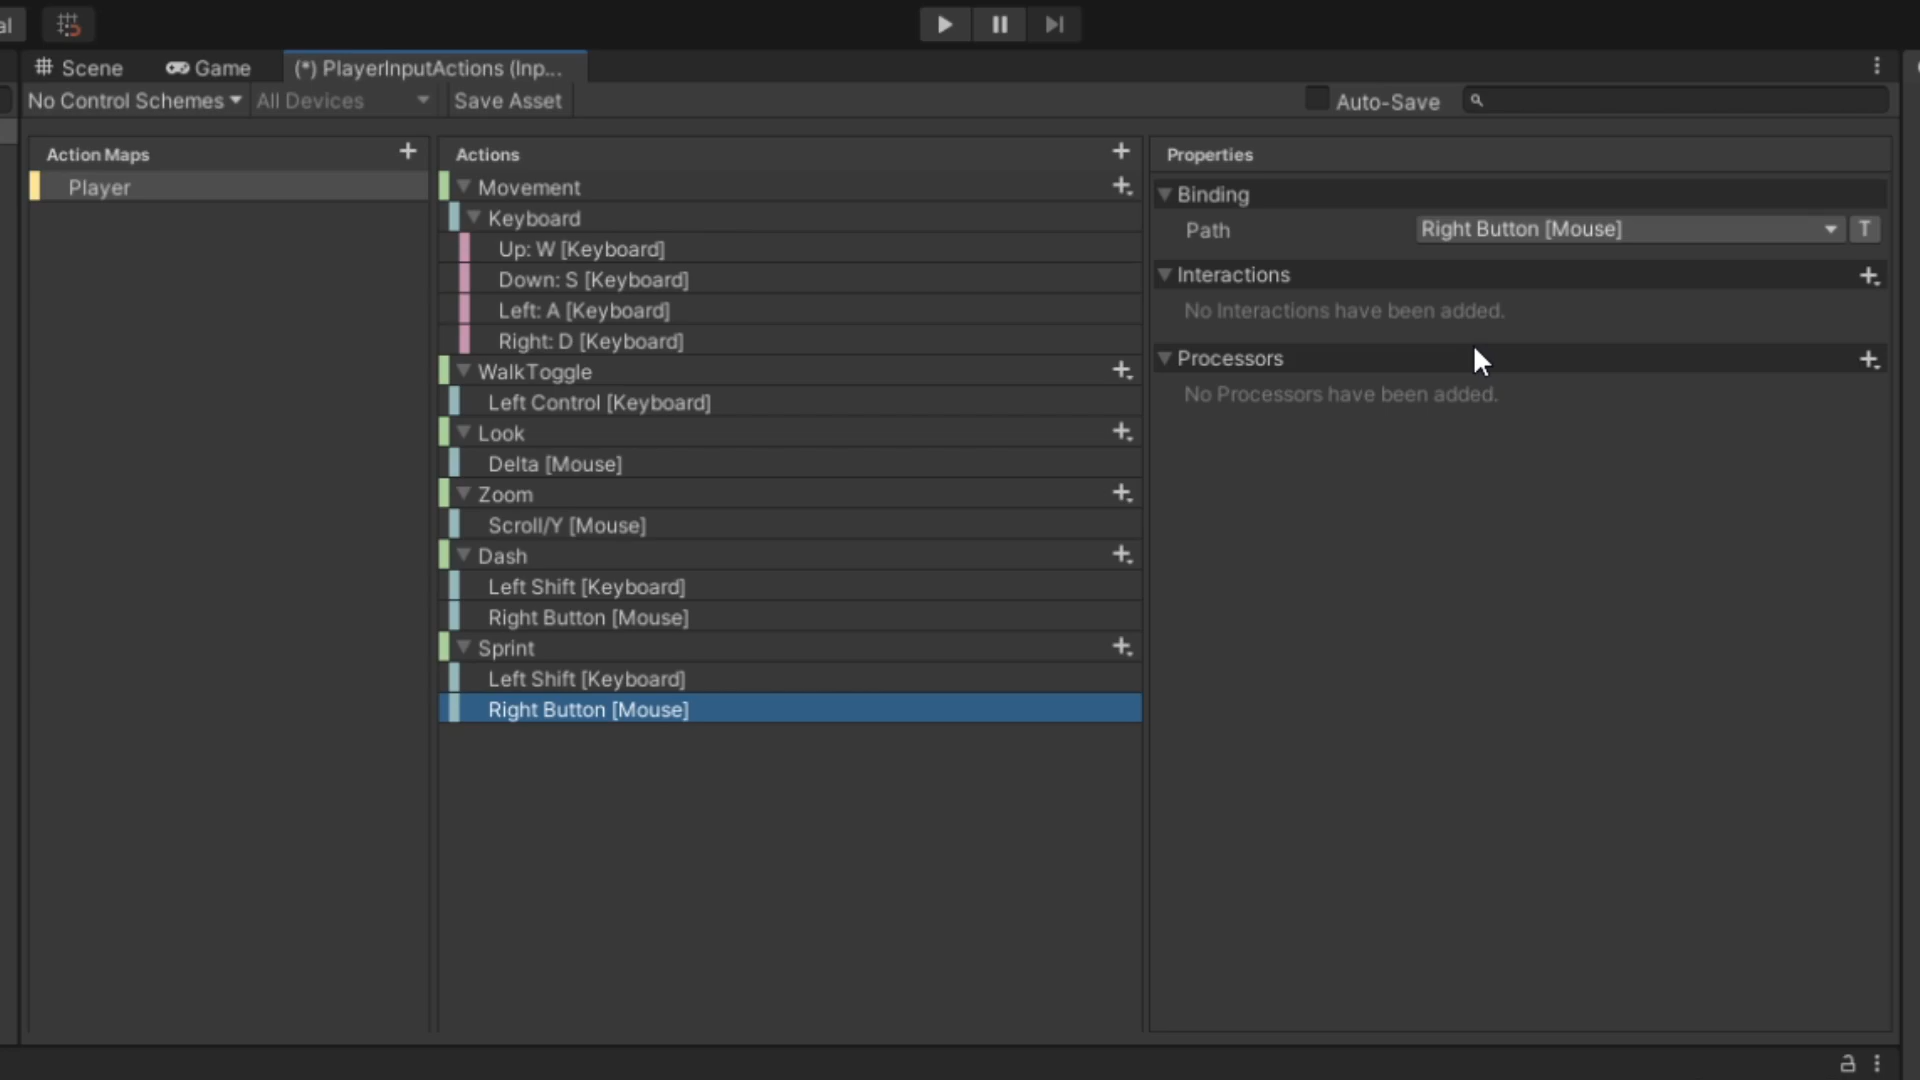 al
Scene
Game
(*) PlayerInputActions (Inp...
No Control Schemes
All Devices
Save Asset
Auto-Save
Action Maps
Player
Actions
Movement
Keyboard
Up: W [Keyboard]
Down: S [Keyboard]
Left: A [Keyboard]
Right: D [Keyboard]
WalkToggle
Left Control [Keyboard]
Look
Delta [Mouse]
Zoom
Scroll/Y [Mouse]
Dash
Left Shift [Keyboard]
Right Button [Mouse]
Sprint
Left Shift [Keyboard]
Right Button [Mouse]
Properties
Binding
Path
Right Button [Mouse]
T
Interactions
No Interactions have been added.
Processors
No Processors have been added.